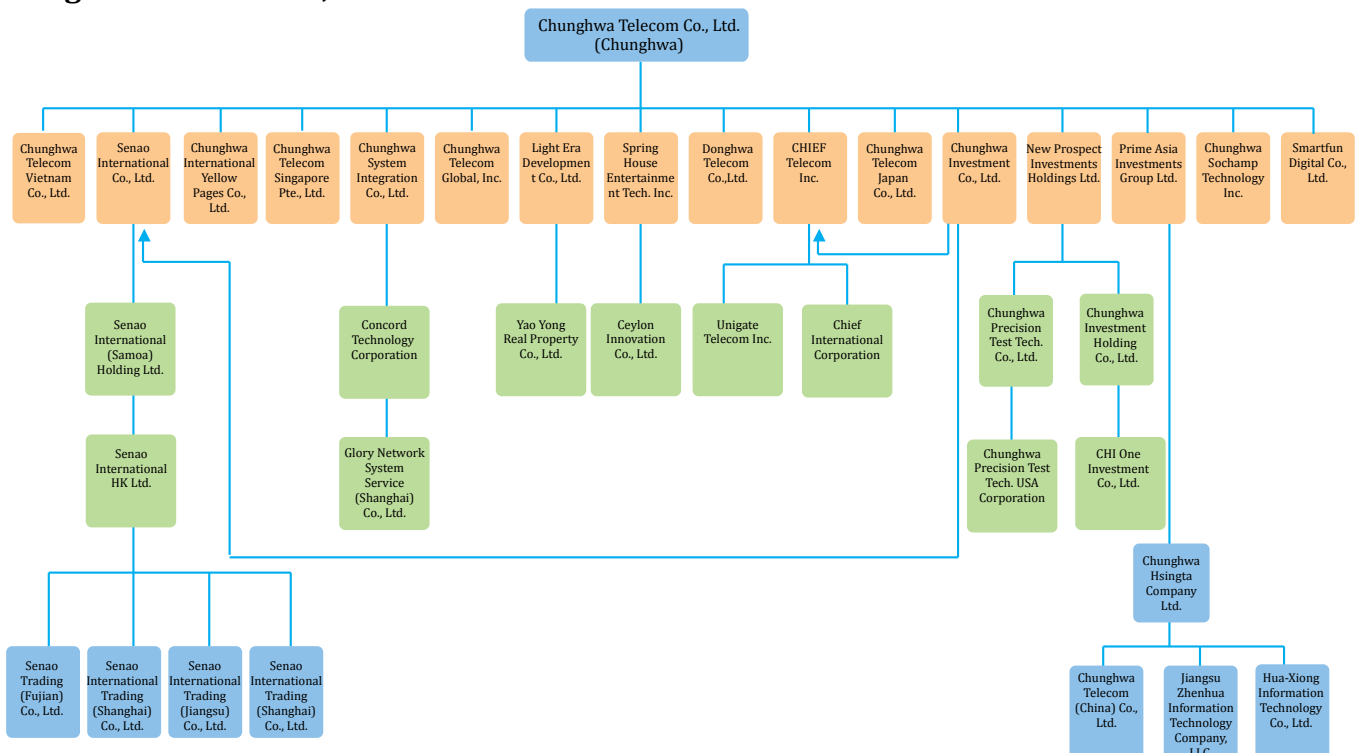 Chunghwa Telecom Co., Ltd.
(Chunghwa)
Chunghwa
Telecom
Vietnam
Co., Ltd.
Senao
International
Co., Ltd.
Chunghwa
International
Yellow
Pages Co.,
Ltd.
Chunghwa
Telecom
Singapore
Pte., Ltd.
Chunghwa
System
Integration
Co., Ltd.
Chunghwa
Telecom
Global, Inc.
Light Era
Developmen
t Co., Ltd.
Spring
House
Entertainme
nt Tech. Inc.
Donghwa
Telecom
Co.,Ltd.
CHIEF
Telecom
Inc.
Chunghwa
Telecom
Japan
Co., Ltd.
Chunghwa
Investment
Co., Ltd.
New Prospect
Investments
Holdings Ltd.
Prime Asia
Investments
Group Ltd.
Chunghwa
Sochamp
Technology
Inc.
Smartfun
Digital Co.,
Ltd.
Senao
International
(Samoa)
Holding Ltd.
Concord
Technology
Corporation
Yao Yong
Real Property
Co., Ltd.
Ceylon
Innovation
Co., Ltd.
Unigate
Telecom Inc.
Chief
International
Corporation
Chunghwa
Precision
Test Tech.
Co., Ltd.
Chunghwa
Investment
Holding
Co., Ltd.
Senao
International
HK Ltd.
Glory Network
System
Service
(Shanghai)
Co., Ltd.
Chunghwa
Precision Test
Tech. USA
Corporation
CHI One
Investment
Co., Ltd.
Chunghwa
Hsingta
Company
Ltd.
Senao
Trading
(Fujian)
Co., Ltd.
Senao
International
Trading
(Shanghai)
Co., Ltd.
Senao
International
Trading
(Jiangsu)
Co., Ltd.
Senao
International
Trading
(Shanghai)
Co., Ltd.
Chunghwa
Telecom
(China) Co.,
Ltd.
Jiangsu
Zhenhua
Information
Technology
Company,
Hua-Xiong
Information
Technology
Co., Ltd.